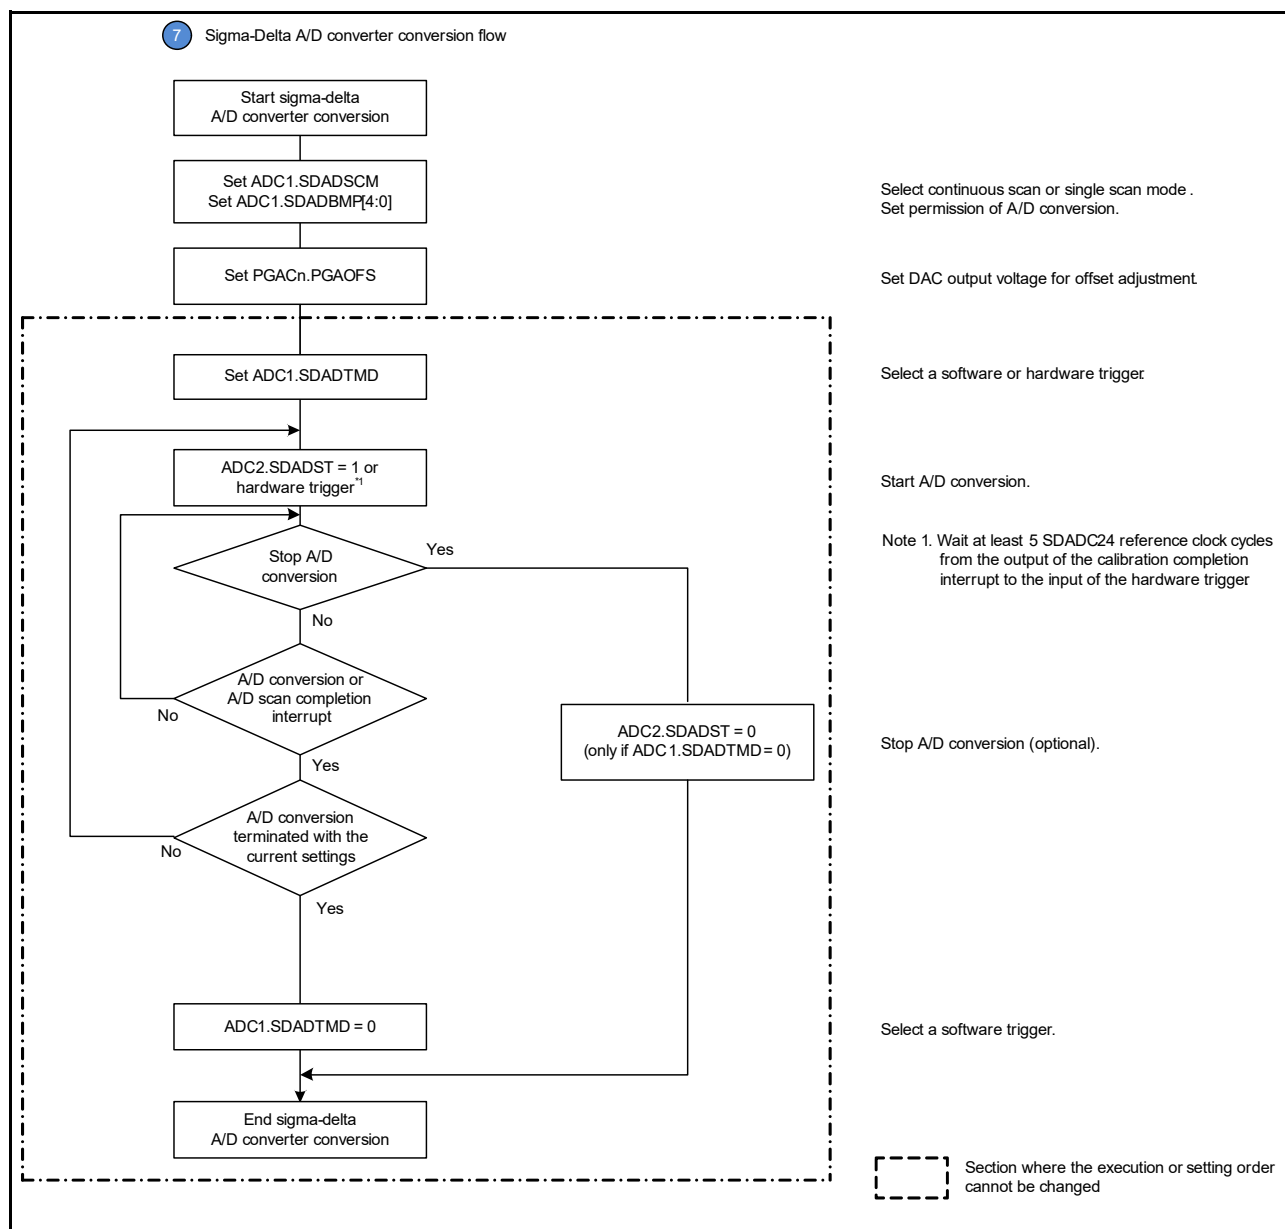 7 Sigma-Delta A/D converter conversion flow
Start sigma-delta
A/D converter conversion
Set ADC1.SDADSCM
Set ADC1.SDADBMP[4:0]
Select continuous scan or single scan mode .
Set permission of A/D conversion.
Set PGACn.PGAOFS
Set DAC output voltage for offset adjustment.
Set ADC1.SDADTMD
Select a software or hardware trigger.
ADC2.SDADST = 1 or
hardware trigger*1
Start A/D conversion.
Stop A/D
conversion
Yes
No
Note 1. Wait at least 5 SDADC24 reference clock cycles
from the output of the calibration completion
interrupt to the input of the hardware trigger
A/D conversion or
A/D scan completion
interrupt
No
Yes
ADC2.SDADST = 0
(only if ADC1.SDADTMD = 0)
Stop A/D conversion (optional).
A/D conversion
terminated with the
current settings
No
Yes
ADC1.SDADTMD = 0
Select a software trigger.
End sigma-delta
A/D converter conversion
Section where the execution or setting order
cannot be changed